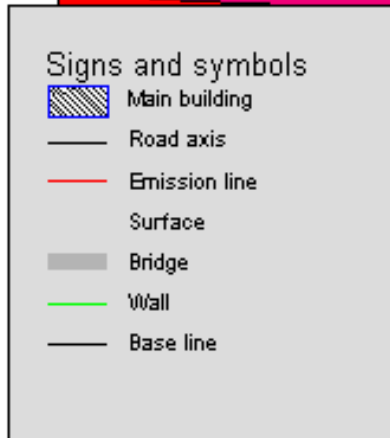 Signs and symbols
Main building
Road axis
Emission line
Surface
Bridge
Wall
Base line